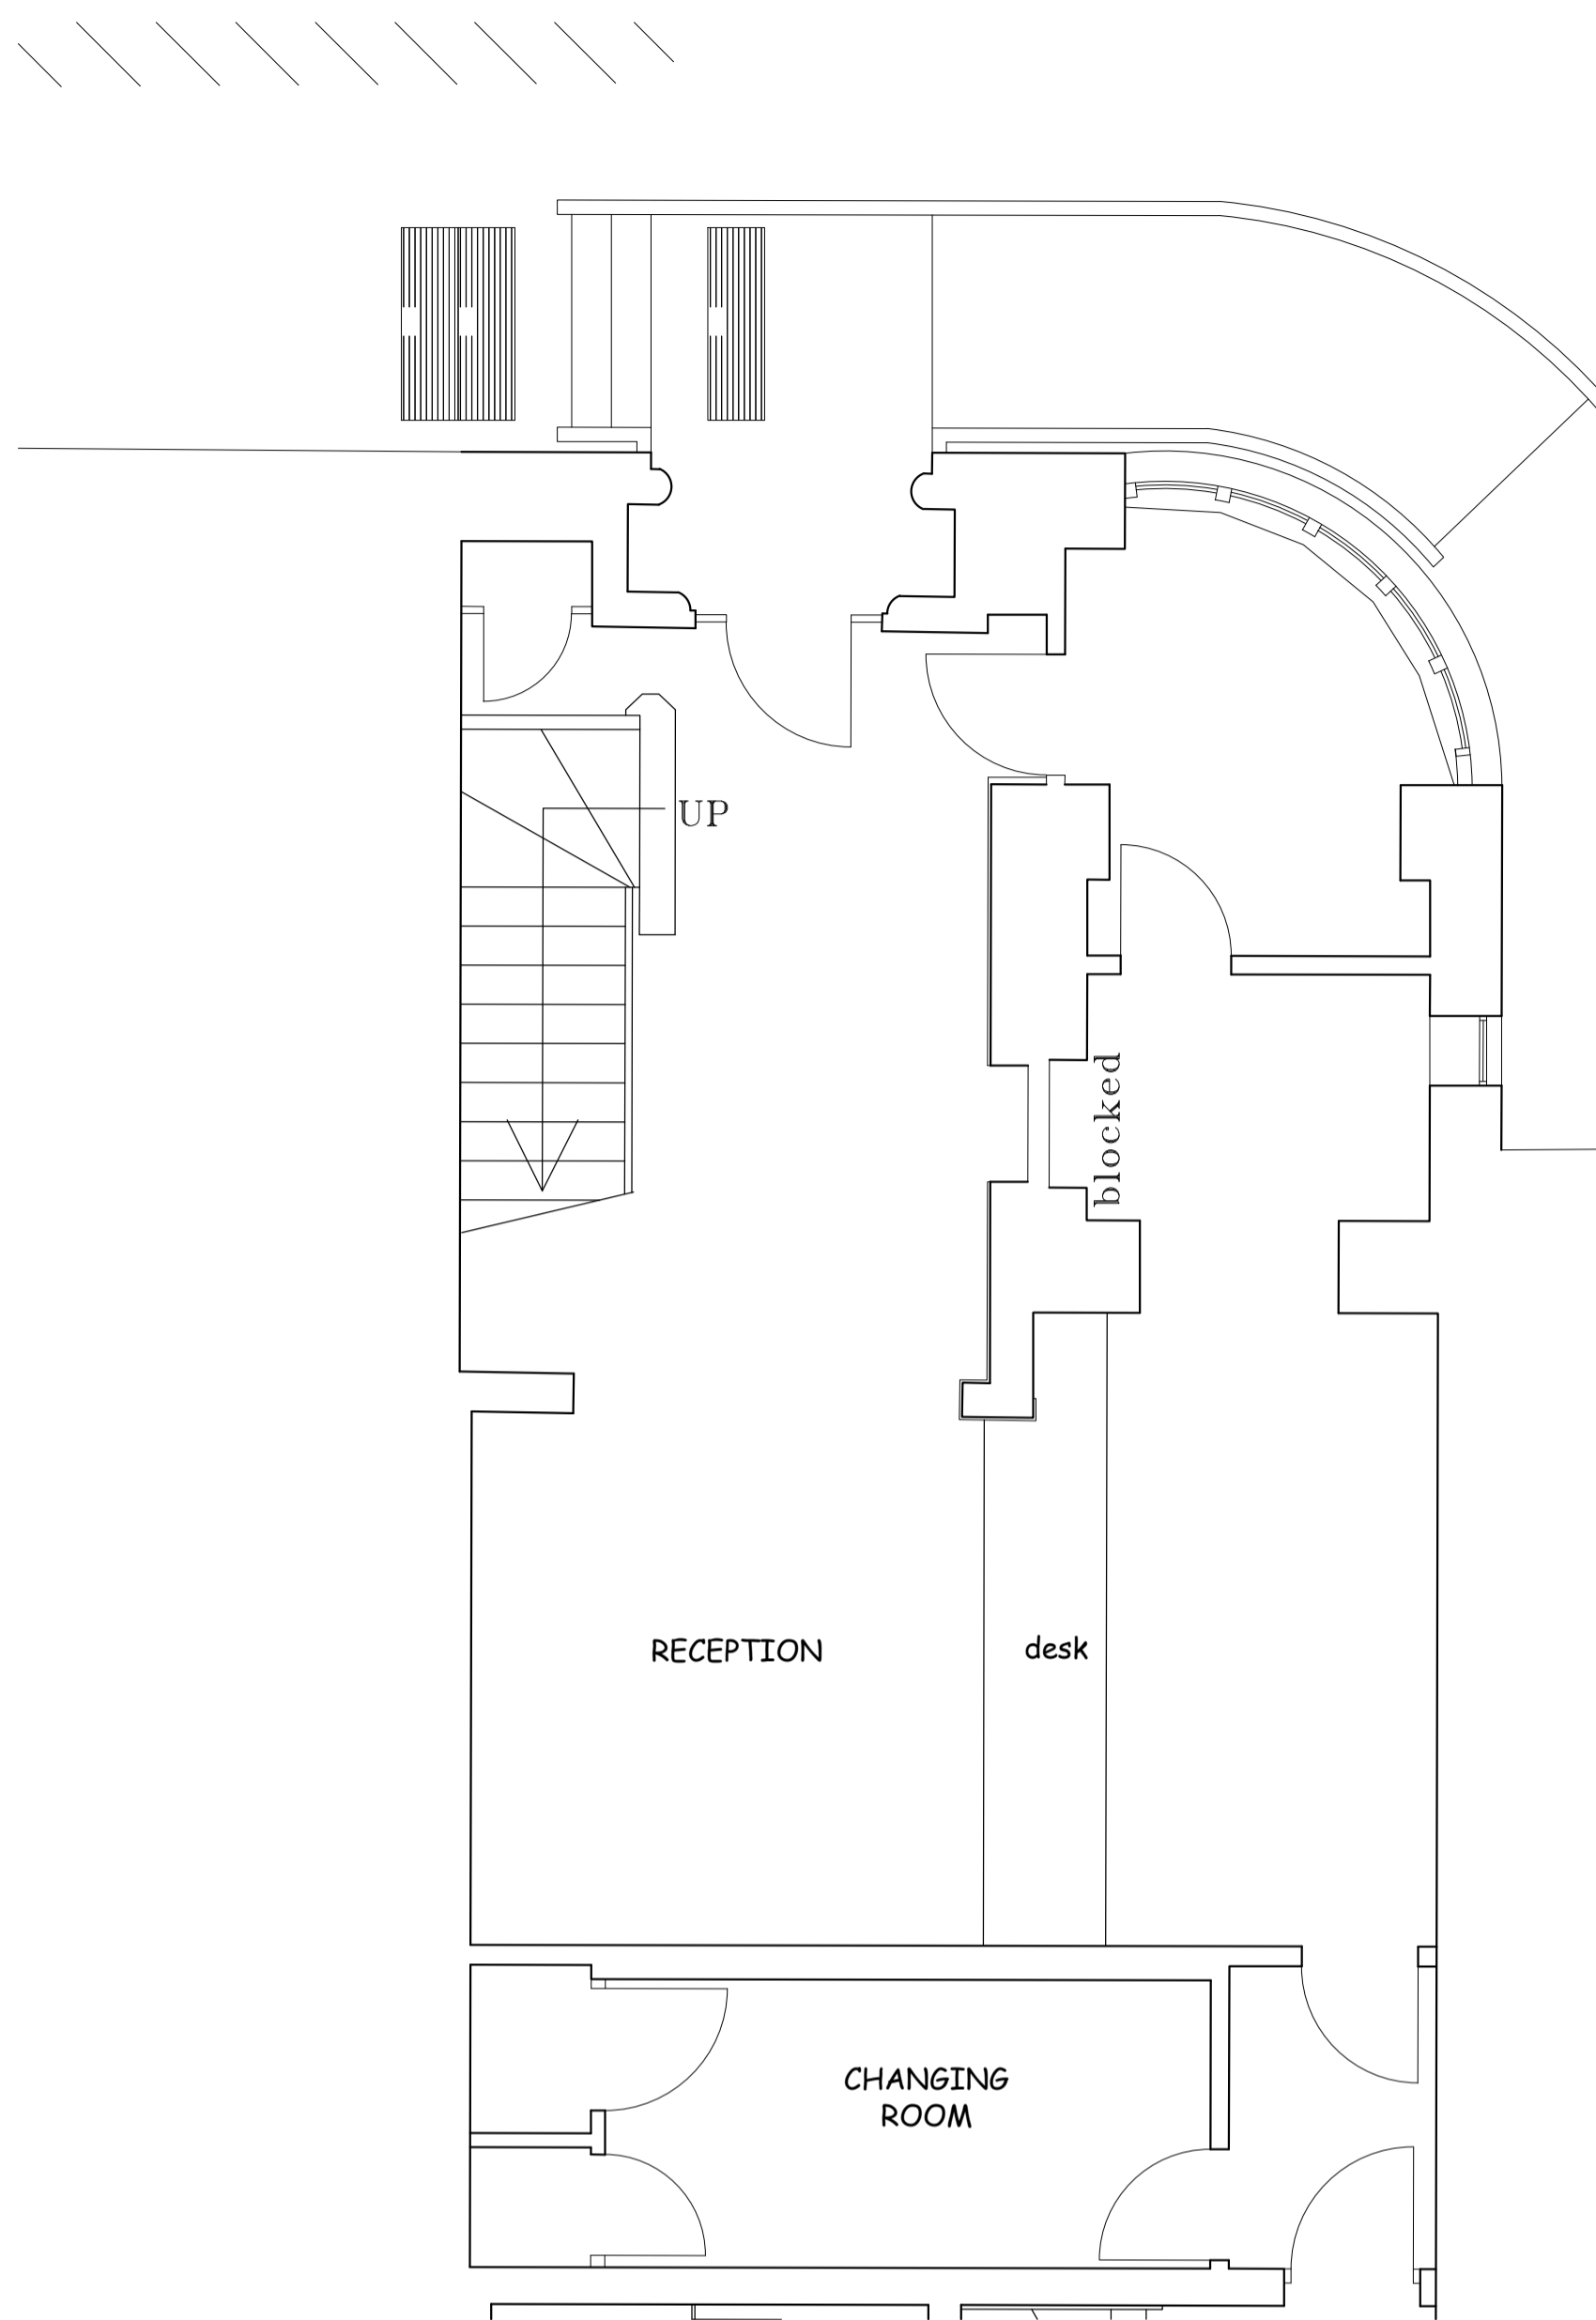 UP
blocked
RECEPTION
desk
CHANGING
ROOM